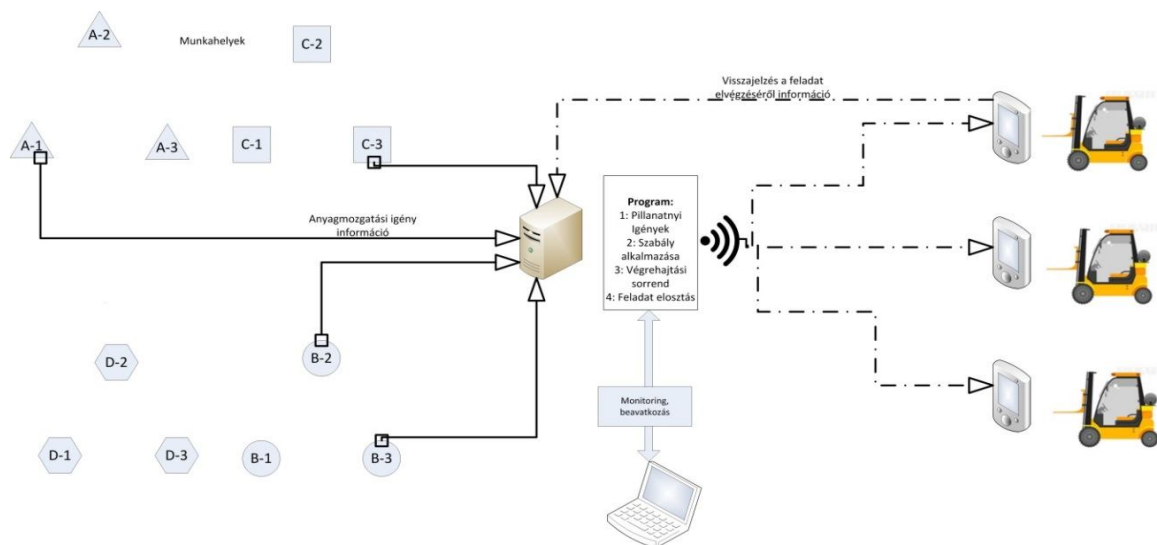 A-2
Munkahelyek
C-2
Visszajelzés a feladat
elvégzéséről információ
A-1
A-3
C-1
C-3
Anyagmozgatási igény
információ
Program:
1: Pillanatnyi
Igények
2: Szabály
alkalmazása
3: Végrehajtási
sorrend
4: Feladat elosztás
D-2
B-2
Monitoring,
beavatkozás
D-1
D-3
B-1
B-3